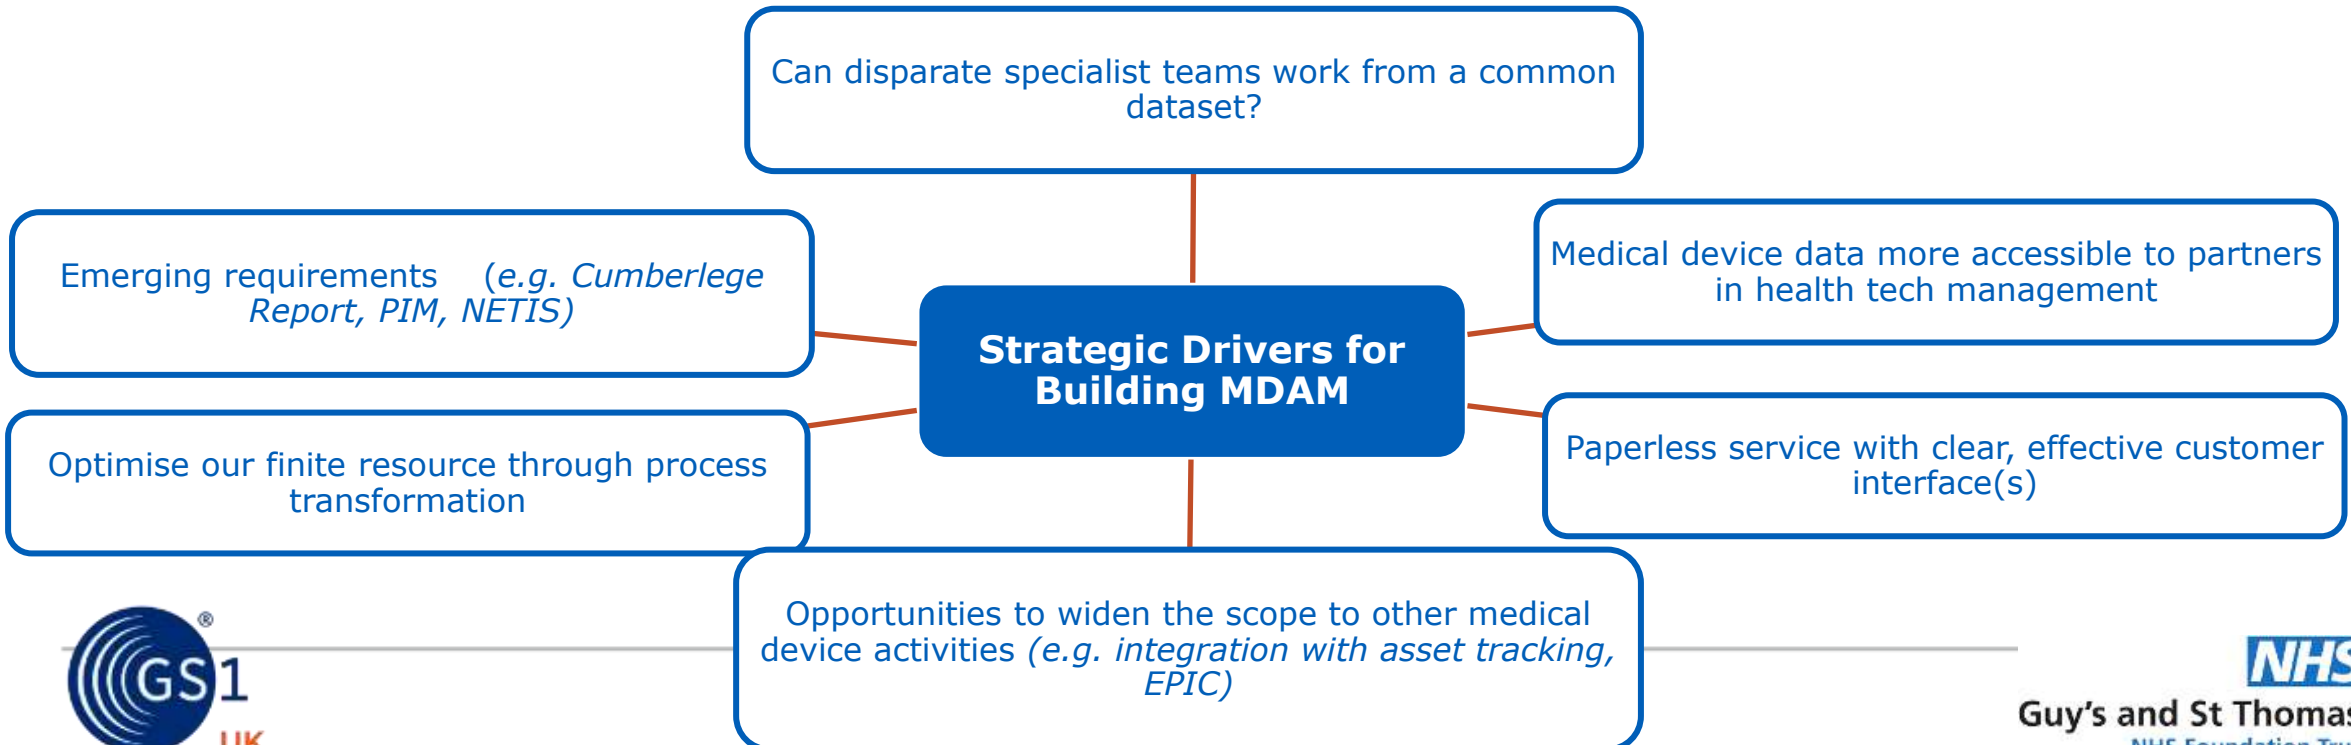 Can disparate specialist teams work from a common
dataset?
Emerging requirements (e.g. Cumberlege
Report, PIM, NETIS)
Medical device data more accessible to partners
in health tech management
Strategic Drivers for
Building MDAM
Optimise our finite resource through process
transformation
Paperless service with clear, effective customer
interface(s)
Opportunities to widen the scope to other medical
device activities (e.g. integration with asset tracking,
EPIC)
GS1
®
UK
NHS
Guy's and St Thomas
NHS Foundation